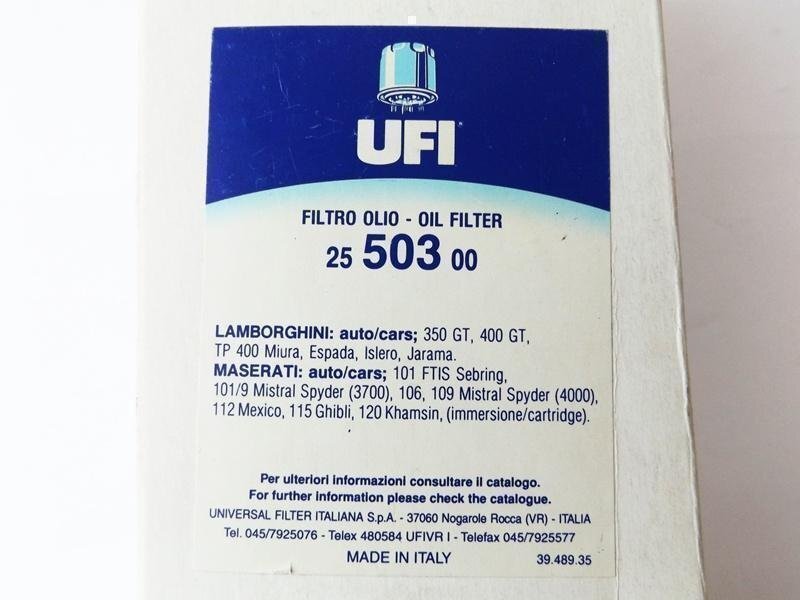 UFI
FILTRO OLIO - OIL FILTER
25 503 00
LAMBORGHINI: auto/cars; 350 GT, 400 GT,
TP 400 Miura, Espada, Islero, Jarama.
MASERATI: auto/cars; 101 FTIS Sebring,
101/9 Mistral Spyder (3700), 106, 109 Mistral Spyder (4000),
112 Mexico, 115 Ghibli, 120 Khamsin, (immersione/cartridge).
Per ulteriori informazioni consultare il catalogo.
For further information please check the catalogue.
UNIVERSAL FILTER ITALIANA S.p.A. - 37060 Nogarole Rocca (VR) - ITALIA
Tel. 045/7925076 - Telex 480584 UFIVR I - Telefax 045/7925577
MADE IN ITALY 39.489.35